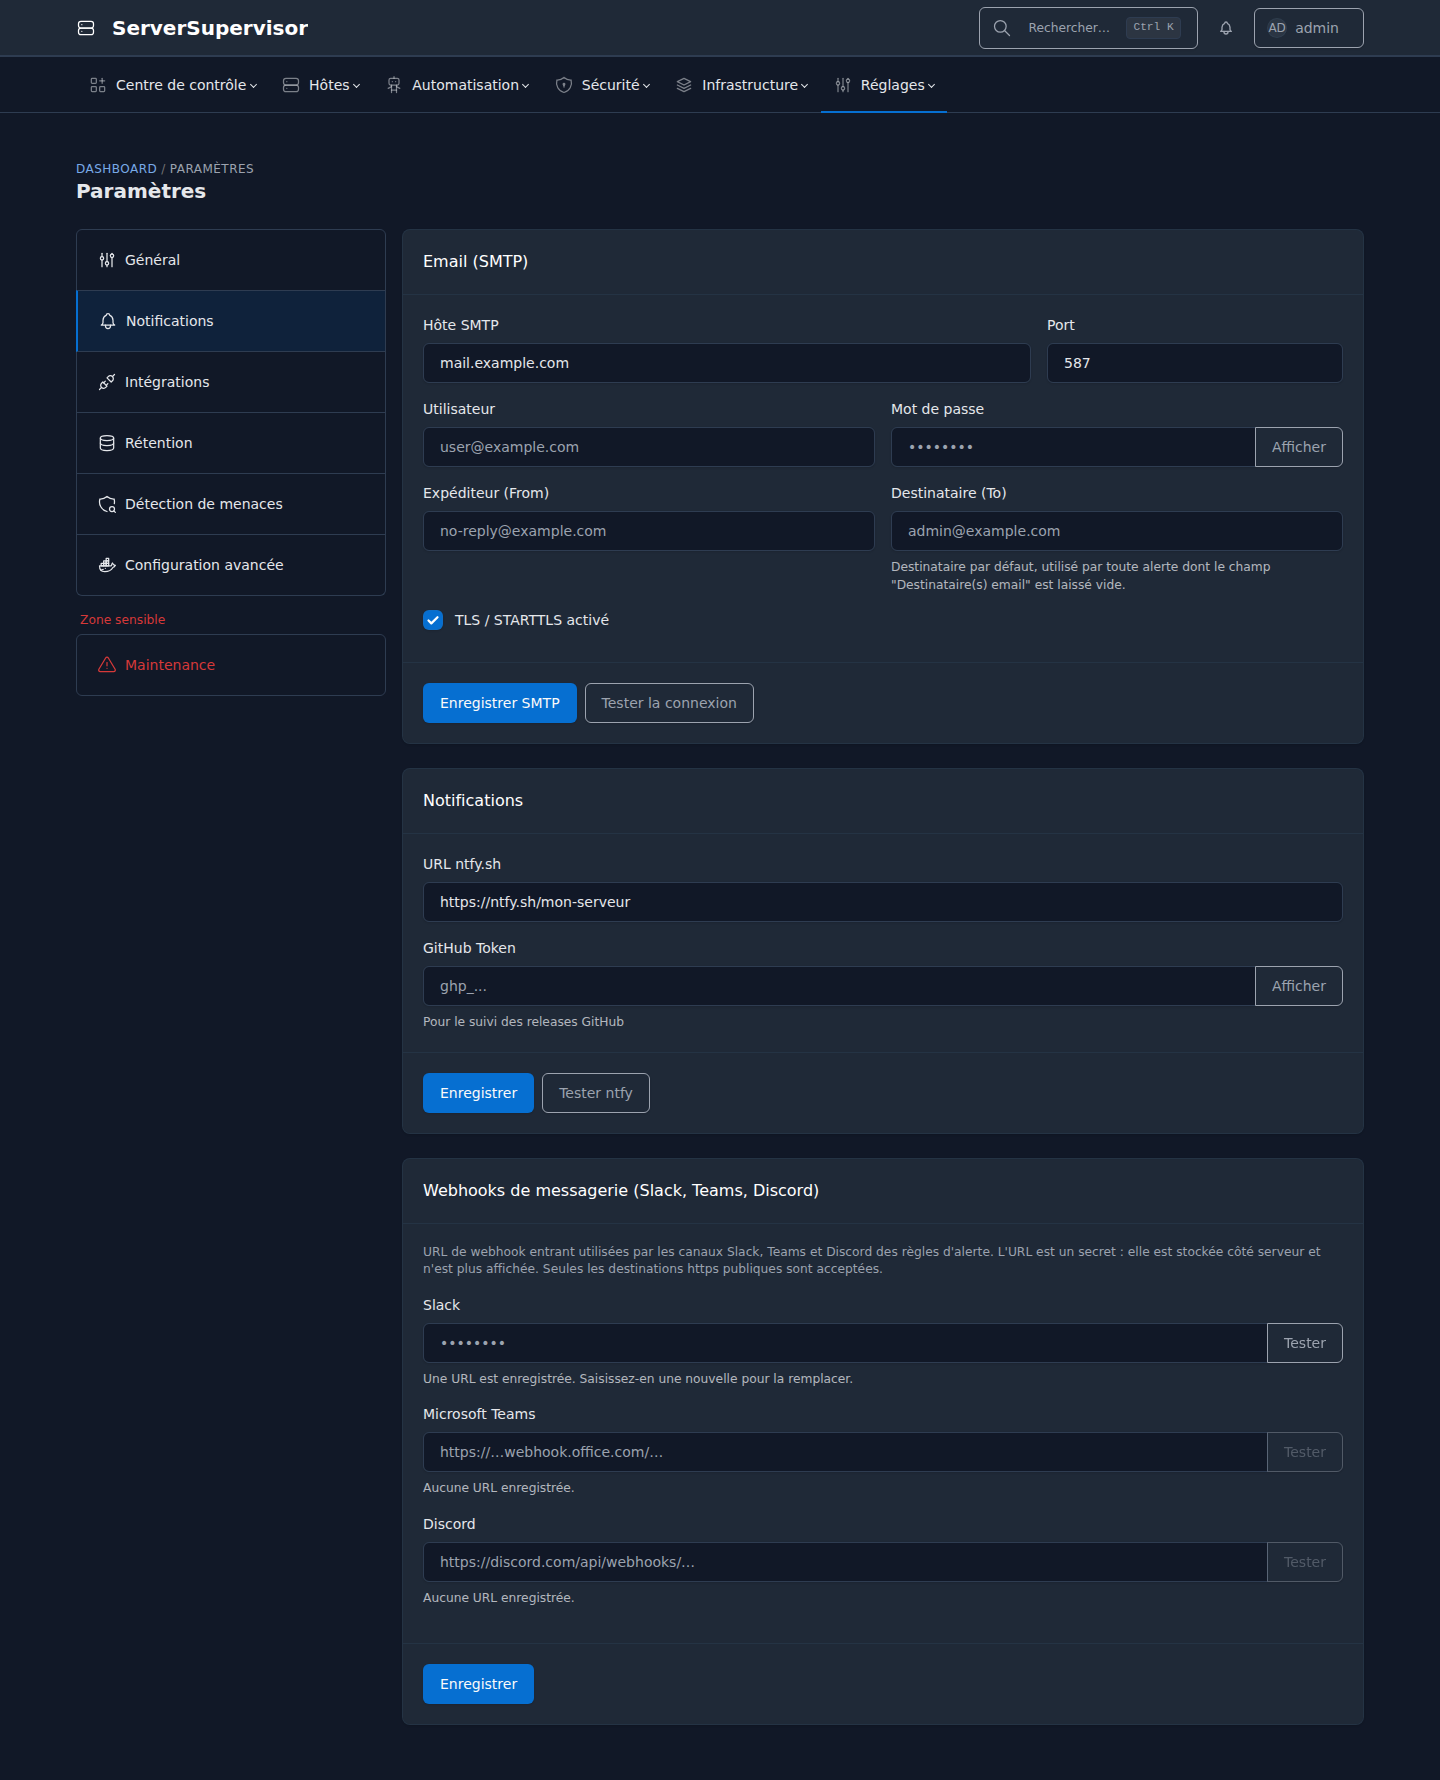 ServerSupervisor
Rechercher...
Ctrl K
AD
admin
Centre de contrôle
Hôtes
Automatisation
Sécurité
Infrastructure
Réglages
DASHBOARD / PARAMÈTRES
Paramètres
Général
Notifications
Intégrations
Rétention
Détection de menaces
Configuration avancée
Zone sensible
Maintenance
Email (SMTP)
Hôte SMTP
Port
mail.example.com
587
Utilisateur
Mot de passe
user@example.com
••••••••
Afficher
Expéditeur (From)
Destinataire (To)
no-reply@example.com
admin@example.com
Destinataire par défaut, utilisé par toute alerte dont le champ
"Destinataire(s) email" est laissé vide.
TLS / STARTTLS activé
Enregistrer SMTP
Tester la connexion
Notifications
URL ntfy.sh
https://ntfy.sh/mon-serveur
GitHub Token
ghp_...
Afficher
Pour le suivi des releases GitHub
Enregistrer
Tester ntfy
Webhooks de messagerie (Slack, Teams, Discord)
URL de webhook entrant utilisées par les canaux Slack, Teams et Discord des règles d'alerte. L'URL est un secret : elle est stockée côté serveur et
n'est plus affichée. Seules les destinations https publiques sont acceptées.
Slack
••••••••
Tester
Une URL est enregistrée. Saisissez-en une nouvelle pour la remplacer.
Microsoft Teams
https://…webhook.office.com/…
Tester
Aucune URL enregistrée.
Discord
https://discord.com/api/webhooks/…
Tester
Aucune URL enregistrée.
Enregistrer